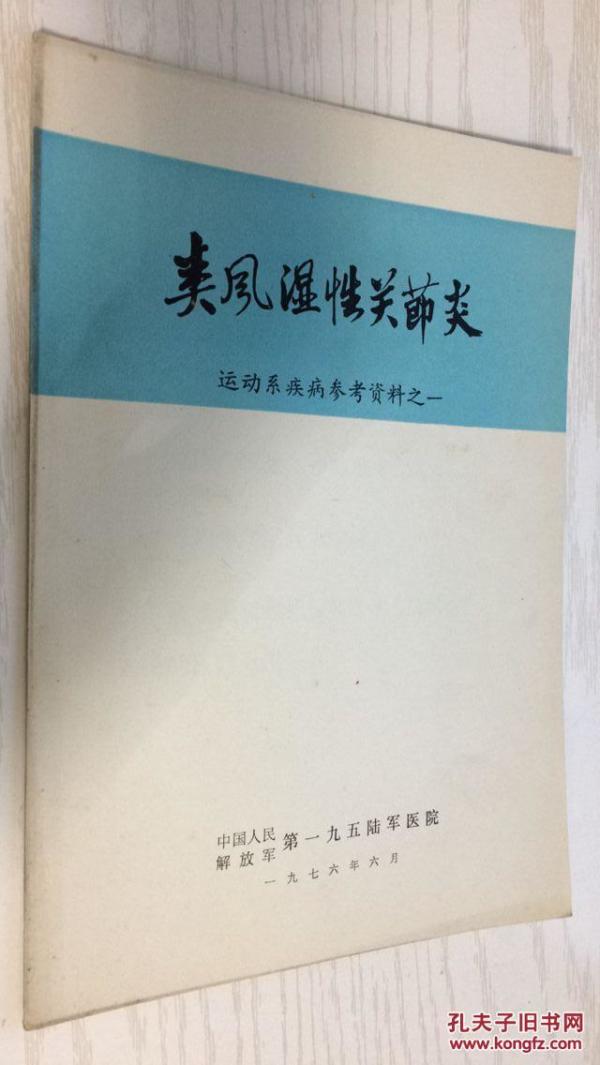 类风湿性关节炎
运动系疾病参考资料之一
中国人民
解放军 第一九五陆军医院
一九七六年六月
孔夫子旧书网
www.kongfz.com